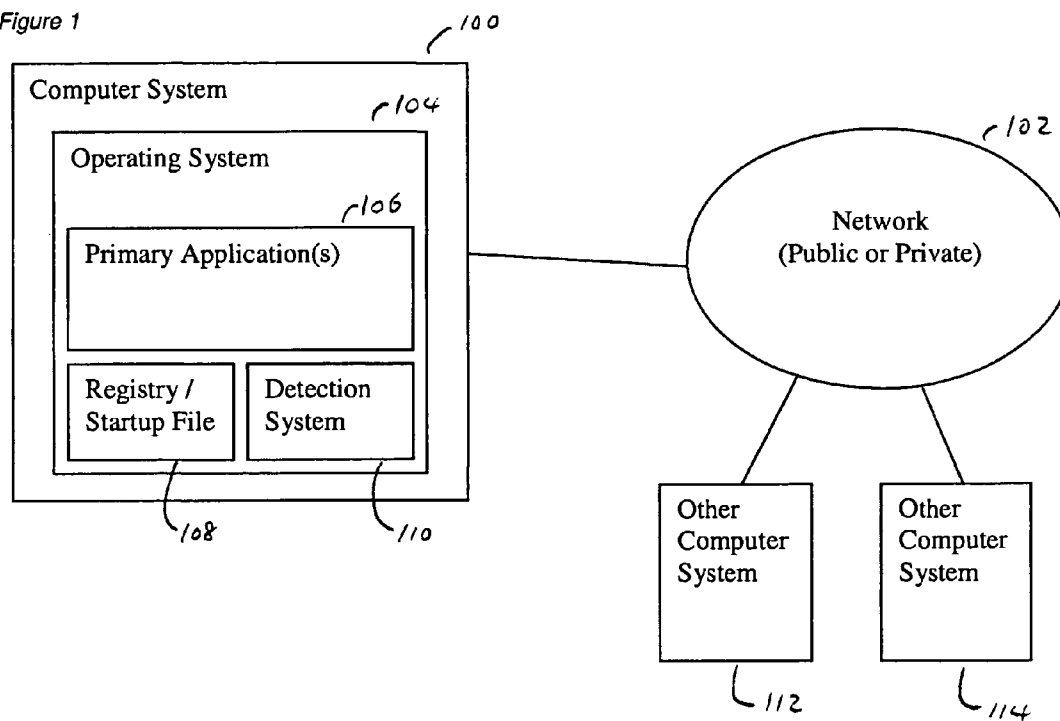 Figure 1
100
Computer System
104
Operating System
106
Primary Application(s)
Registry /
Startup File
Detection
System
108
110
102
Network
(Public or Private)
Other
Computer
System
Other
Computer
System
112
114